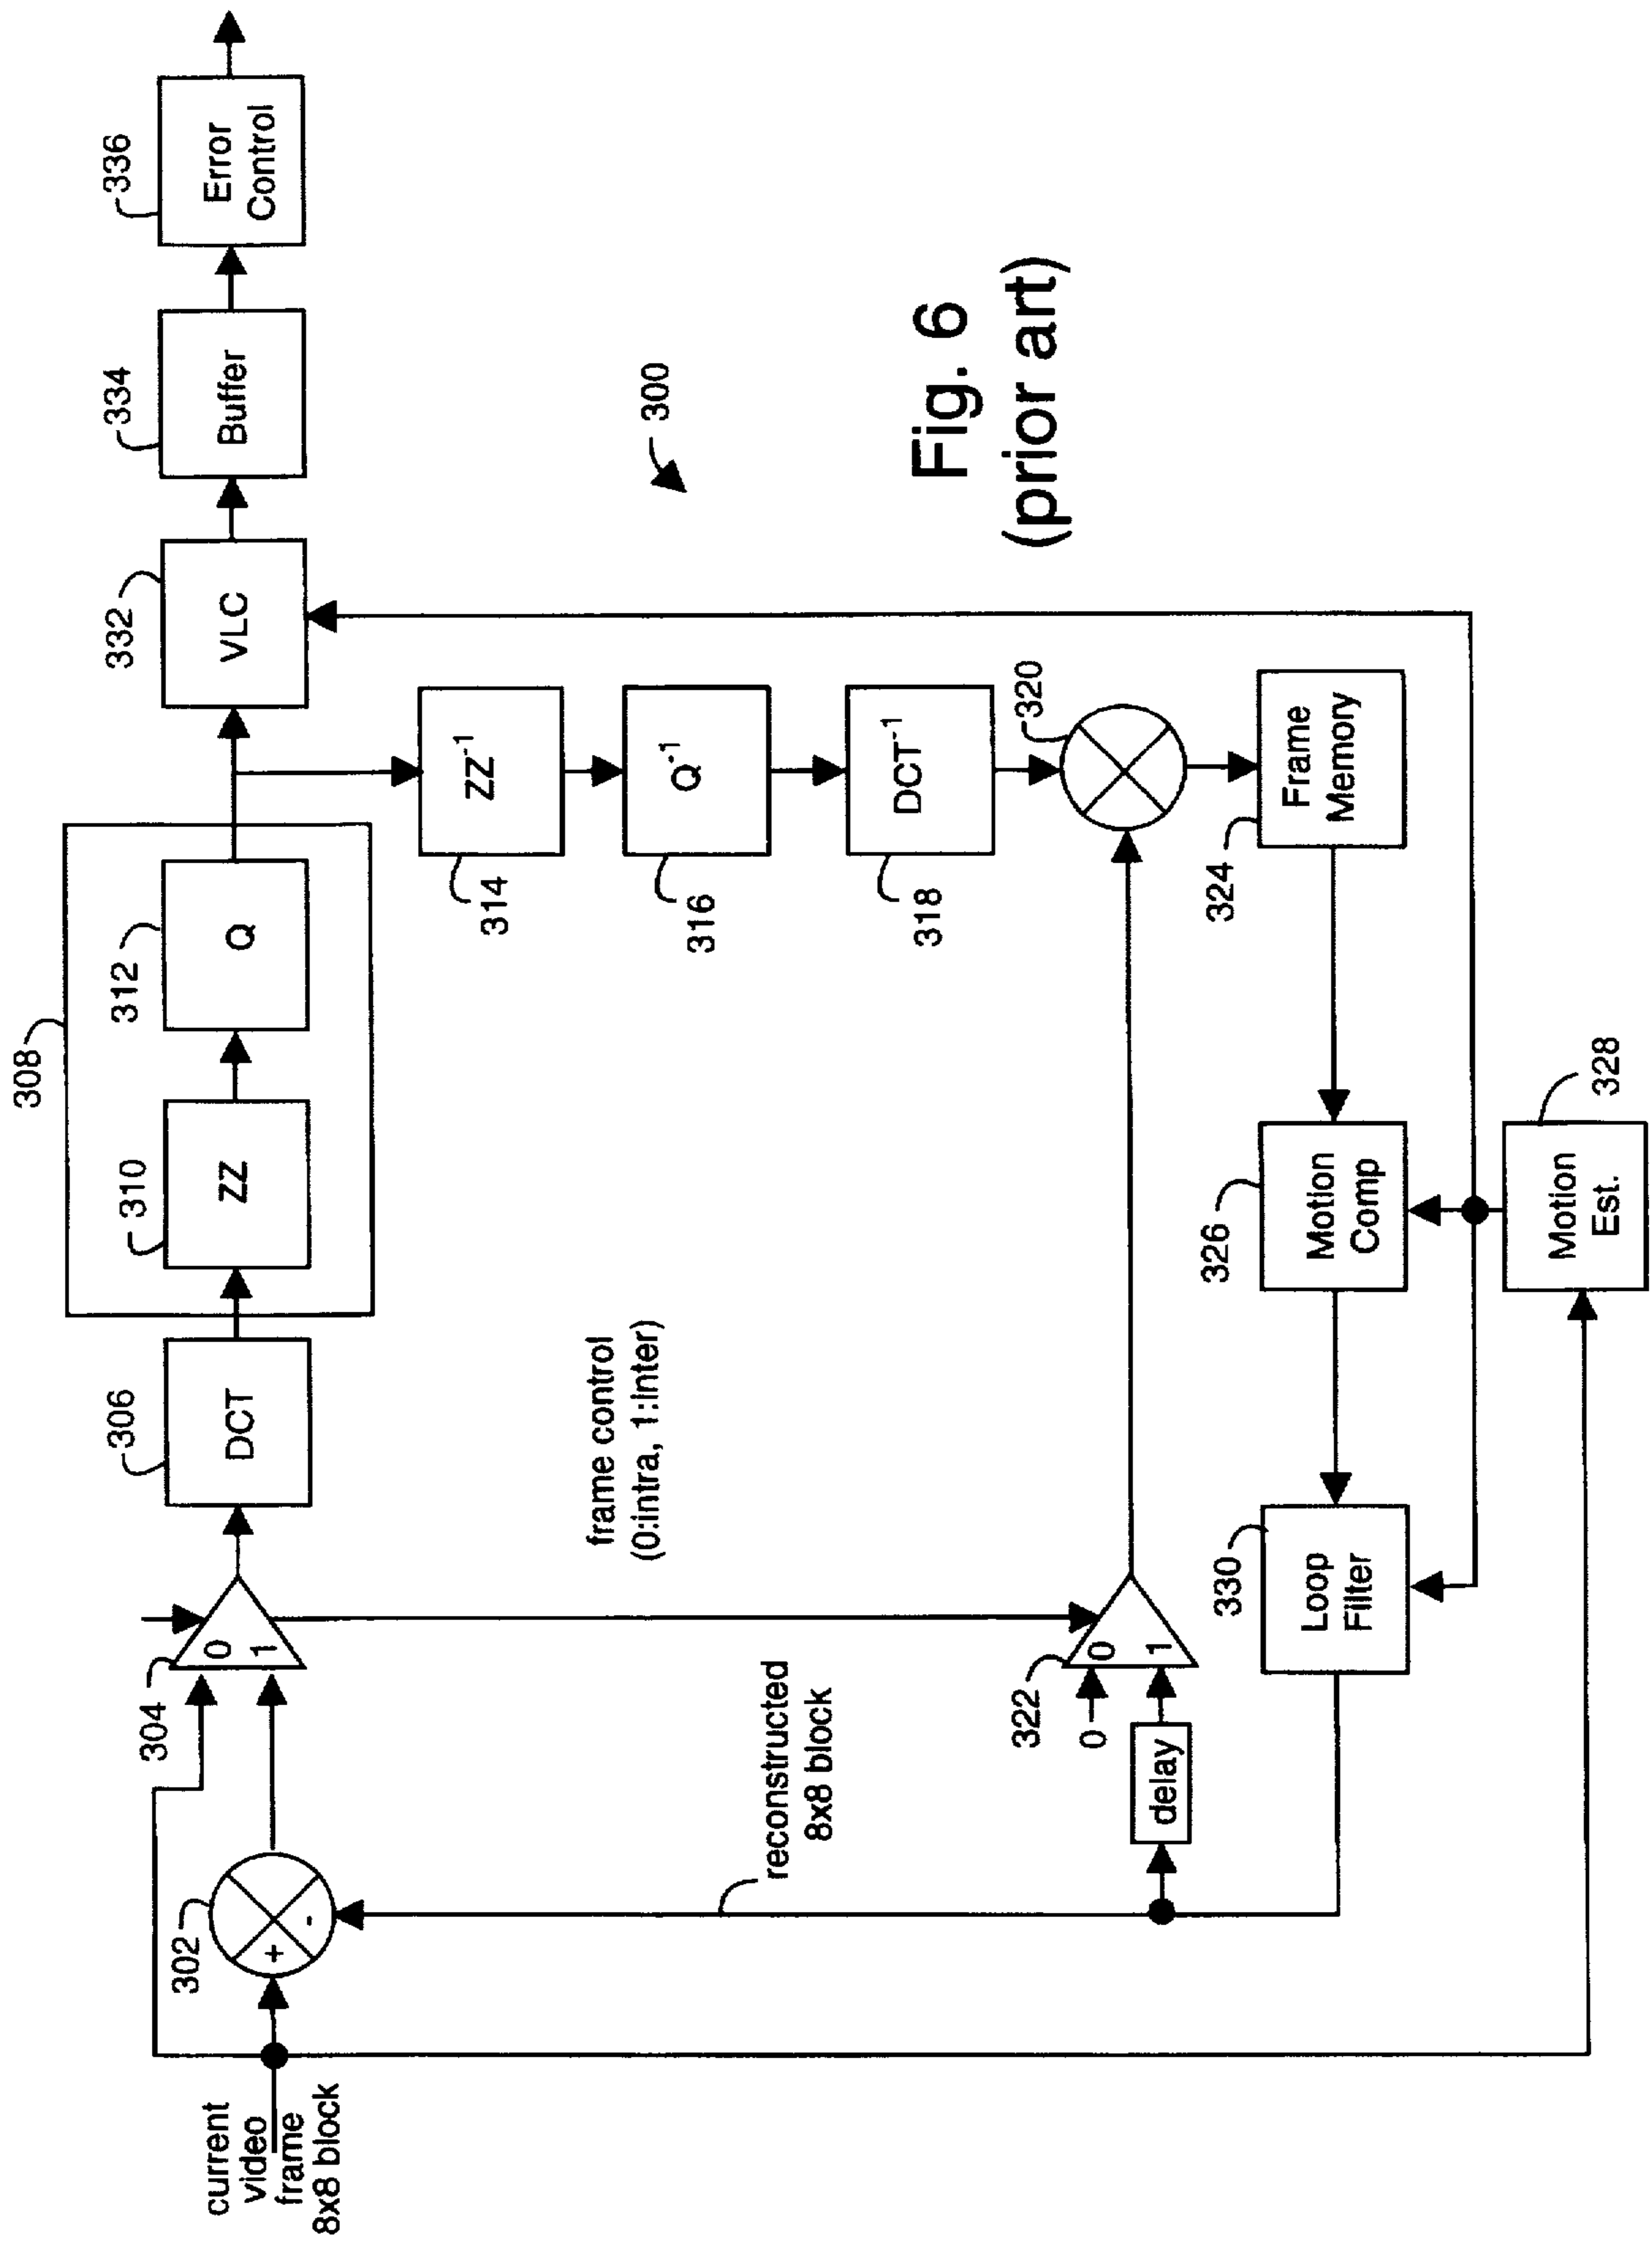 308
336
334
332
312
310
306
304
302
Error
Control
Buffer
VLC
Q
ZZ
DCT
0
1
+
-
current
video
frame
8x8 block
ZZ⁻¹
314
Q⁻¹
316
DCT⁻¹
318
320
300
frame control
(0:intra, 1:inter)
reconstructed
8x8 block
Fig. 6
(prior art)
322
0
1
0
delay
324
Frame
Memory
326
Motion
Comp
330
Loop
Filter
328
Motion
Est.